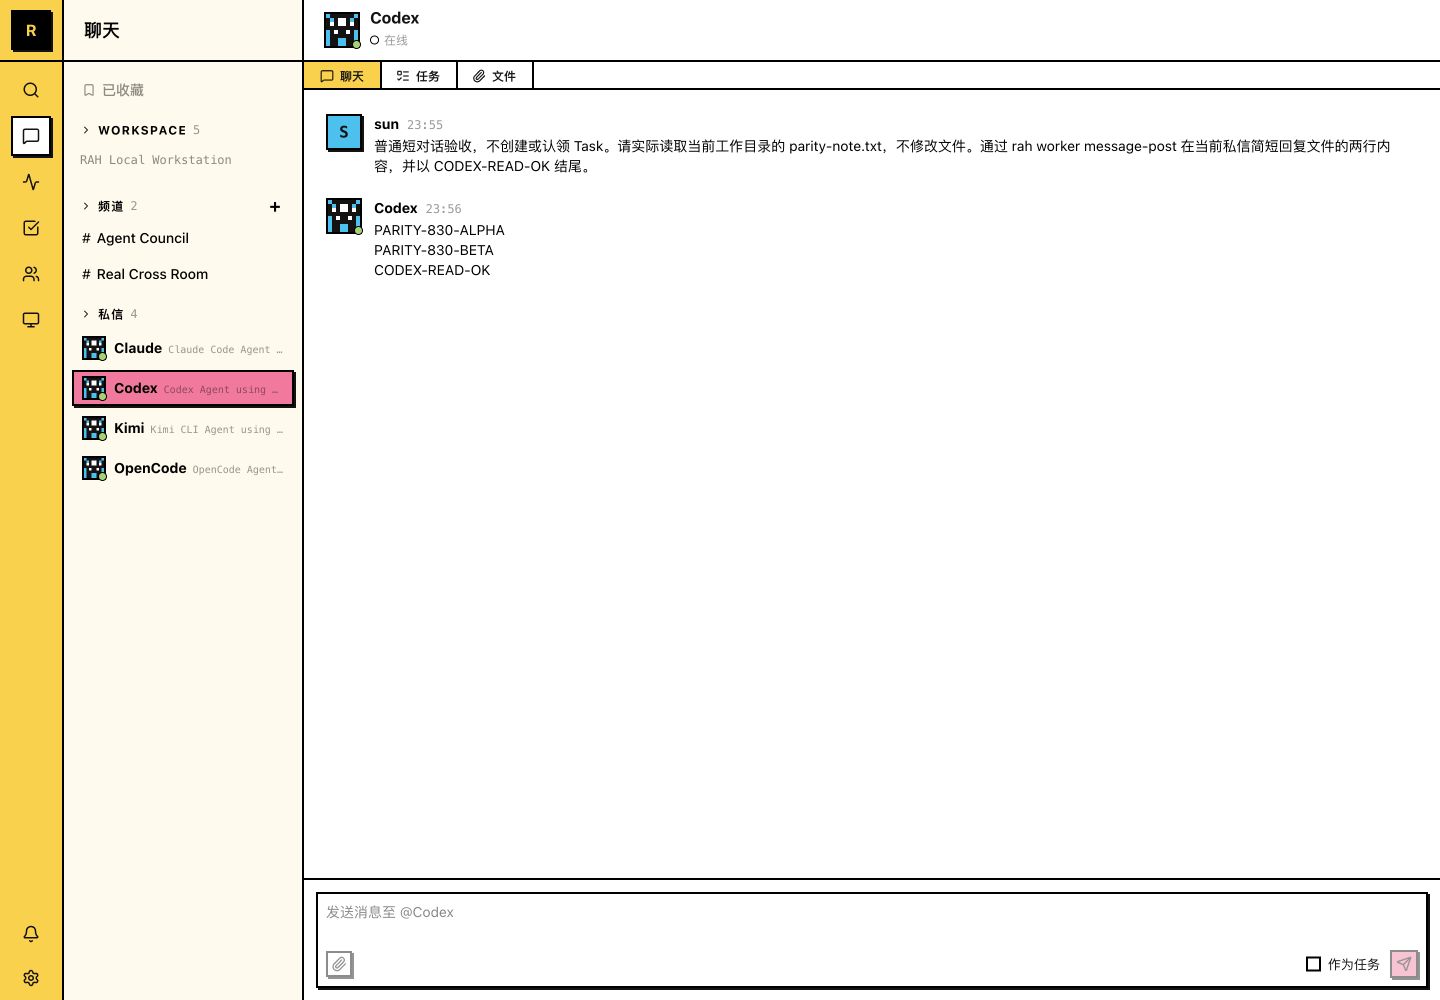 R
聊天
已收藏
WORKSPACE 5
RAH Local Workstation
频道 2 +
# Agent Council
# Real Cross Room
私信 4
Claude Claude Code Agent …
Codex Codex Agent using …
Kimi Kimi CLI Agent using …
OpenCode OpenCode Agent…
Codex
在线
聊天 任务 文件
S
sun 23:55
普通短对话验收，不创建或认领 Task。请实际读取当前工作目录的 parity-note.txt，不修改文件。通过 rah worker message-post 在当前私信简短回复文件的两行内
容，并以 CODEX-READ-OK 结尾。
Codex 23:56
PARITY-830-ALPHA
PARITY-830-BETA
CODEX-READ-OK
发送消息至 @Codex
作为任务